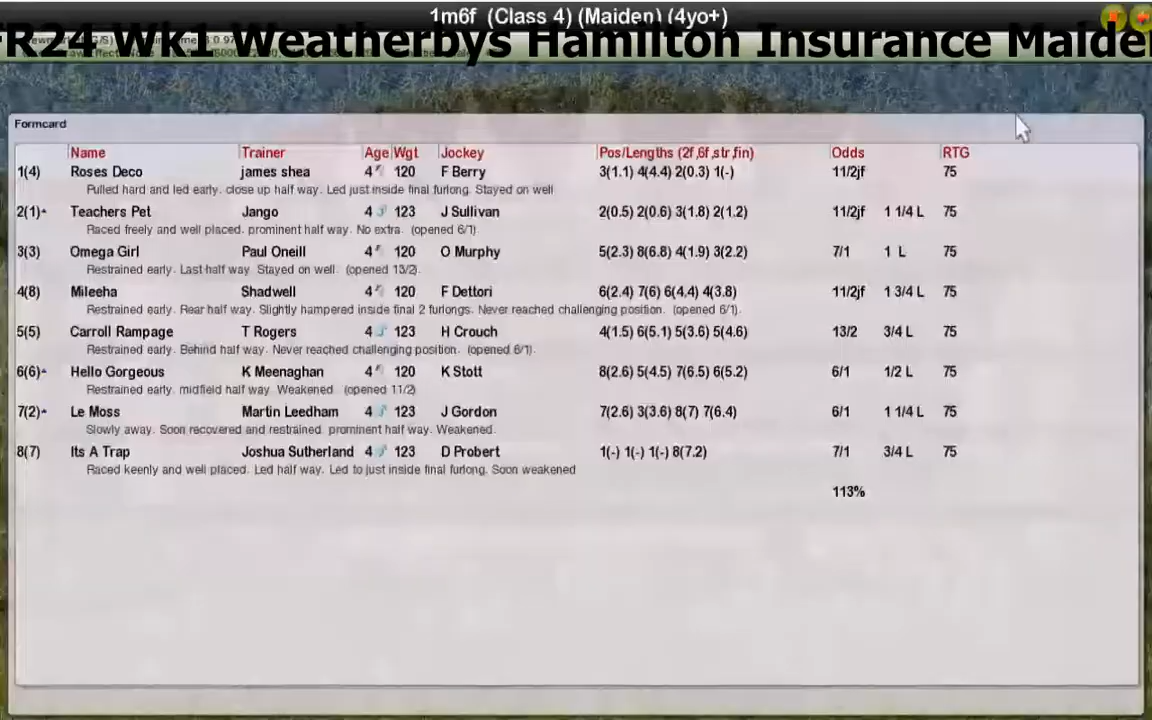 1m6f (Class 4) (Maiden) (4yo+)
R24 Wk1 Weatherbys Hamilton Insurance Maide
Formcard
Name Trainer Age Wgt Jockey Pos/Lengths (2f,6f,str,fin) Odds RTG
1(4) Roses Deco james shea 4 120 F Berry 3(1.1) 4(4.4) 2(0.3) 1(-) 11/2jf 75
Pulled hard and led early. close up half way. Led just inside final furlong. Stayed on well
2(1) Teachers Pet Jango 4 123 J Sullivan 2(0.5) 2(0.6) 3(1.8) 2(1.2) 11/2jf 1 1/4 L 75
Raced freely and well placed. prominent half way. No extra. (opened 6/1)
3(3) Omega Girl Paul Oneill 4 120 O Murphy 5(2.3) 8(6.8) 4(1.9) 3(2.2) 7/1 1 L 75
Restrained early. Last half way. Stayed on well. (opened 13/2).
4(8) Mileeha Shadwell 4 120 F Dettori 6(2.4) 7(6) 6(4.4) 4(3.8) 11/2jf 1 3/4 L 75
Restrained early. Rear half way. Slightly hampered inside final 2 furlongs. Never reached challenging position. (opened 6/1).
5(5) Carroll Rampage T Rogers 4 123 H Crouch 4(1.5) 6(5.1) 5(3.6) 5(4.6) 13/2 3/4 L 75
Restrained early. Behind half way. Never reached challenging position. (opened 6/1).
6(6) Hello Gorgeous K Meenaghan 4 120 K Stott 8(2.6) 5(4.5) 7(6.5) 6(5.2) 6/1 1/2 L 75
Restrained early. midfield half way. Weakened. (opened 11/2)
7(2) Le Moss Martin Leedham 4 123 J Gordon 7(2.6) 3(3.6) 8(7) 7(6.4) 6/1 1 1/4 L 75
Slowly away. Soon recovered and restrained. prominent half way. Weakened.
8(7) Its A Trap Joshua Sutherland 4 123 D Probert 1(-) 1(-) 1(-) 8(7.2) 7/1 3/4 L 75
Raced keenly and well placed. Led half way. Led to just inside final furlong. Soon weakened
113%